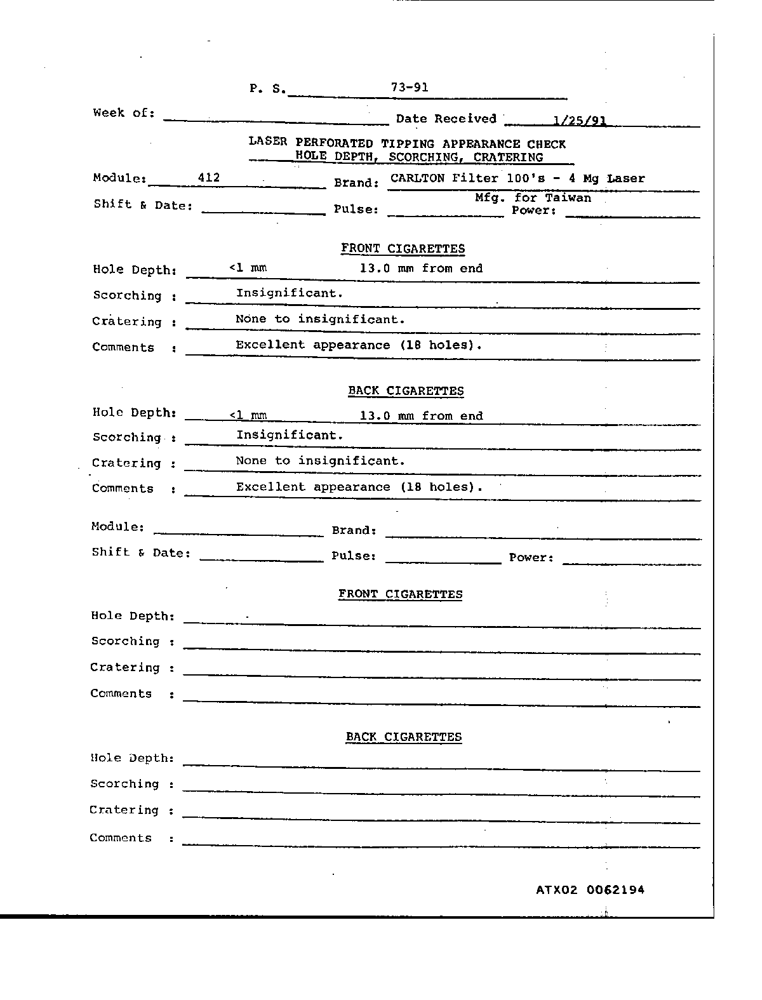 P. S. 73-91
Week of: Date Received 1/25/91
LASER PERFORATED TIPPING APPEARANCE CHECK
HOLE DEPTH, SCORCHING, CRATERING
Module: 412 Brand: CARLTON Filter 100's - 4 Mg Laser
Mfg. for Taiwan
Shift & Date: Pulse: Power:
FRONT CIGARETTES
Hole Depth: <1 mm 13.0 mm from end
Scorching : Insignificant.
Cratering : None to insignificant.
Comments : Excellent appearance (18 holes).
BACK CIGARETTES
Hole Depth: <1 mm 13.0 mm from end
Scorching : Insignificant.
Cratering : None to insignificant.
Comments : Excellent appearance (18 holes).
Module: Brand:
Shift & Date: Pulse: Power:
FRONT CIGARETTES
Hole Depth:
Scorching :
Cratering :
Comments :
BACK CIGARETTES
Hole Depth:
Scorching :
Cratering :
Comments :
ATX02 0062194